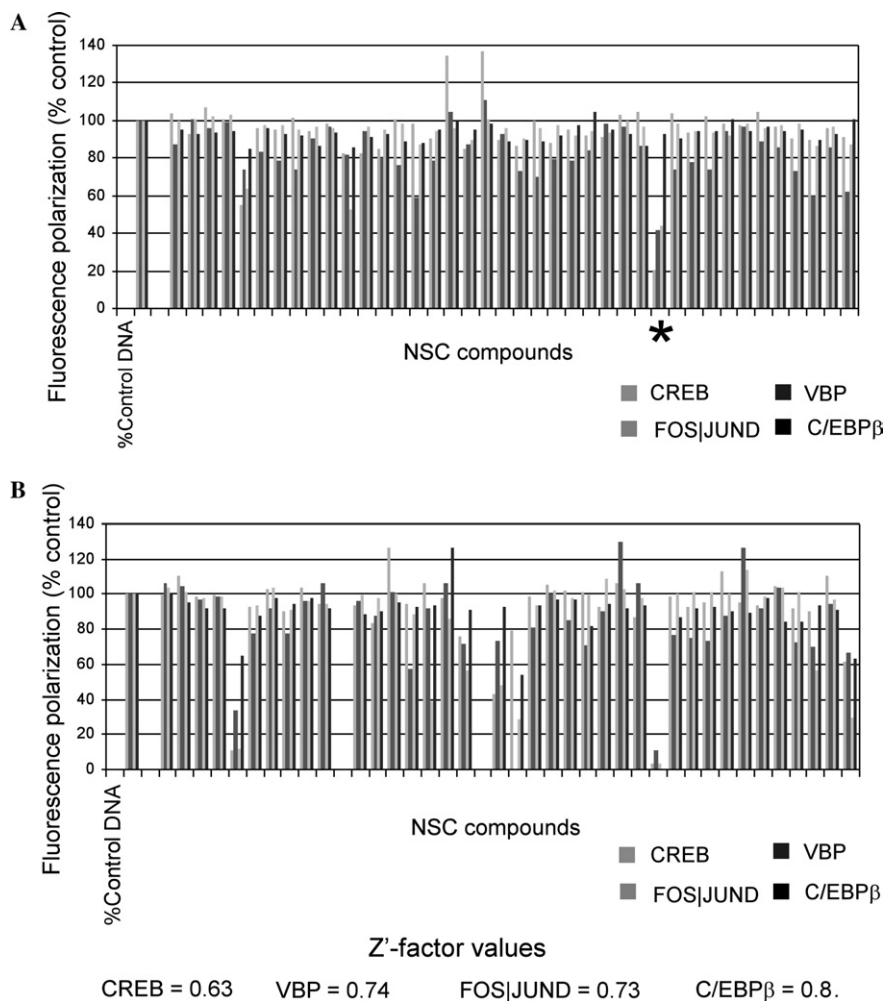 A
Fluorescence polarization (% control)
140
120
100
80
60
40
20
0
%Control DNA
NSC compounds
*
CREB
VBP
FOS|JUND
C/EBPβ
B
Fluorescence polarization (% control)
140
120
100
80
60
40
20
0
%Control DNA
NSC compounds
CREB
VBP
FOS|JUND
C/EBPβ
Z'-factor values
CREB = 0.63 VBP = 0.74 FOS|JUND = 0.73 C/EBPβ = 0.8.